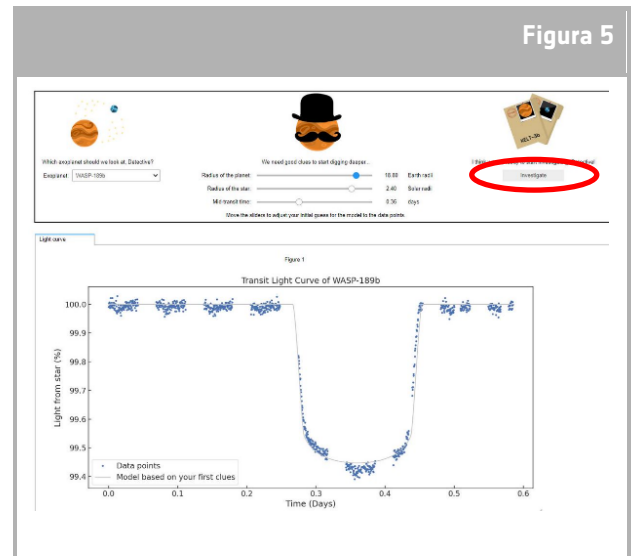 Figura 5
KELT-3b
Which exoplanet should we look at, Detective?
Exoplanet: WASP-189b
We need good clues to start digging deeper...
Radius of the planet: Earth radii
Radius of the star: 2.40 Solar radii
Mid transit time: 0.36 days
Move the sliders to adjust your initial guess for the model to the data points
I think
Investigate
Light curve
Figure 1
Transit Light Curve of WASP-189b
Light from star (%)
100.0
99.9
99.8
99.7
99.6
99.5
99.4
Data points
Model based on your first clues
0.0 0.1 0.2 0.3 0.4 0.5 0.6
Time (Days)